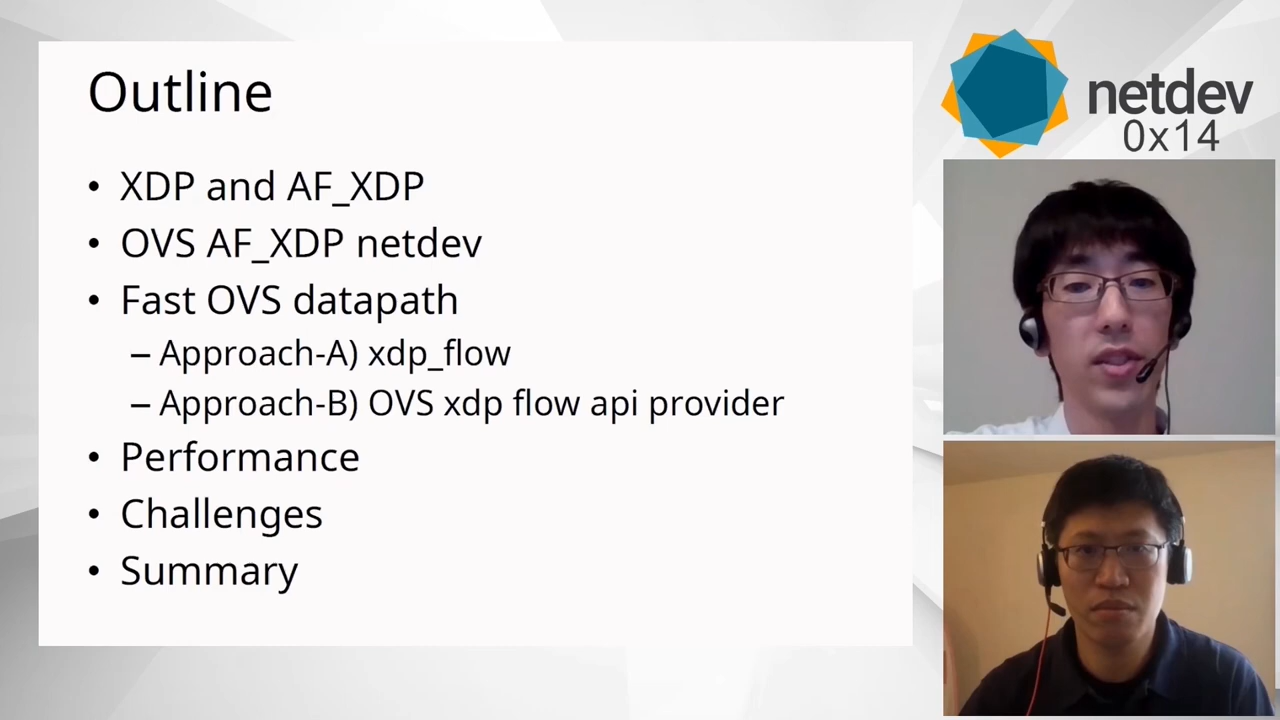 Outline
• XDP and AF_XDP
• OVS AF_XDP netdev
• Fast OVS datapath
– Approach-A) xdp_flow
– Approach-B) OVS xdp flow api provider
• Performance
• Challenges
• Summary
netdev
0x14